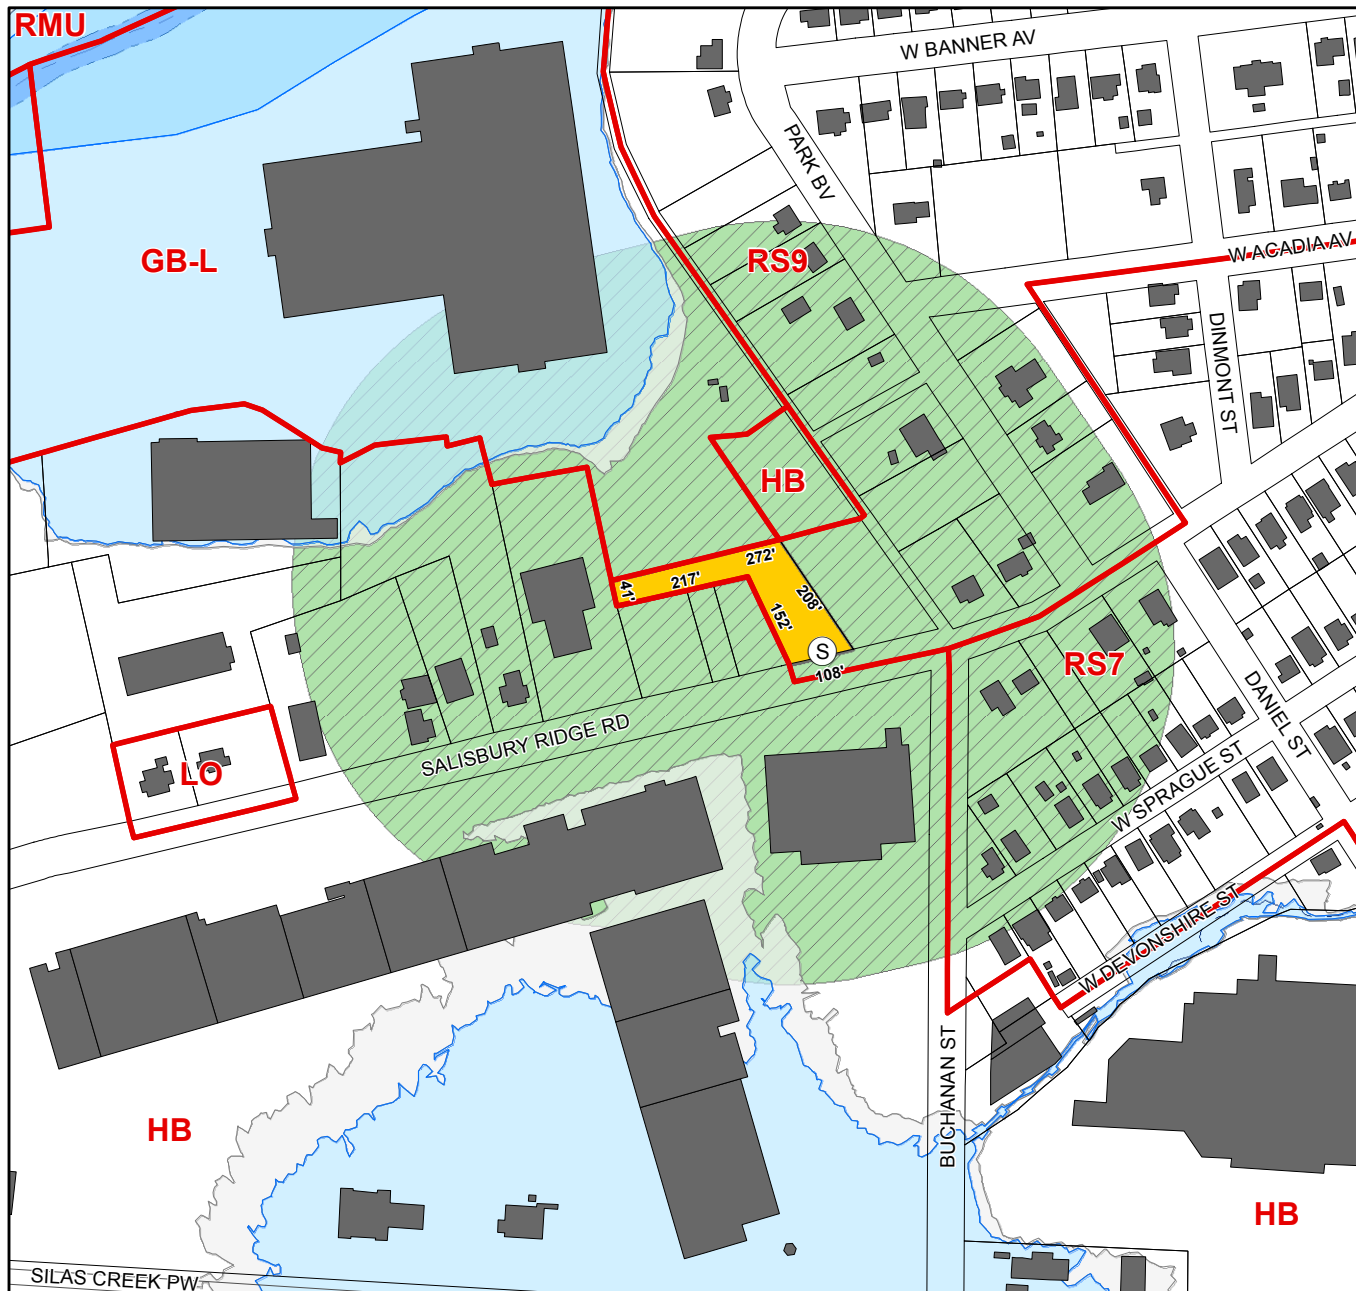 RMU
W BANNER AV
PARK BV
GB-L
RS9
W ACADIA AV
DINMONT ST
HB
272'
217'
41'
208'
152'
S
108'
RS7
SALISBURY RIDGE RD
DANIEL ST
LO
W SPRAGUE ST
W DEVONSHIRE ST
BUCHANAN ST
HB
HB
SILAS CREEK PW